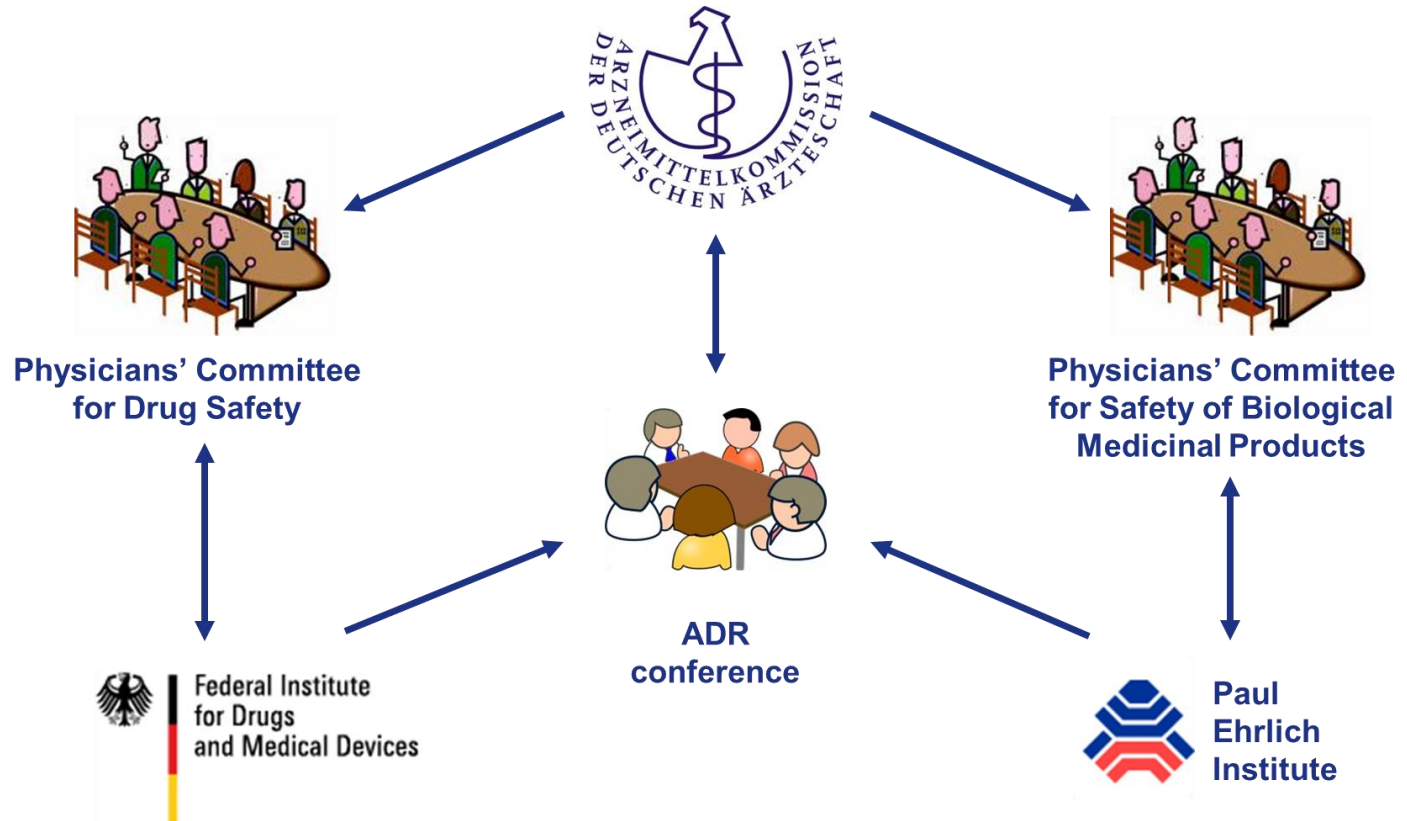 ARZNEIMITTELKOMMISSION
DER DEUTSCHEN ÄRZTESCHAFT
Physicians’ Committee
for Drug Safety
Physicians’ Committee
for Safety of Biological
Medicinal Products
ADR
conference
Federal Institute
for Drugs
and Medical Devices
Paul
Ehrlich
Institute